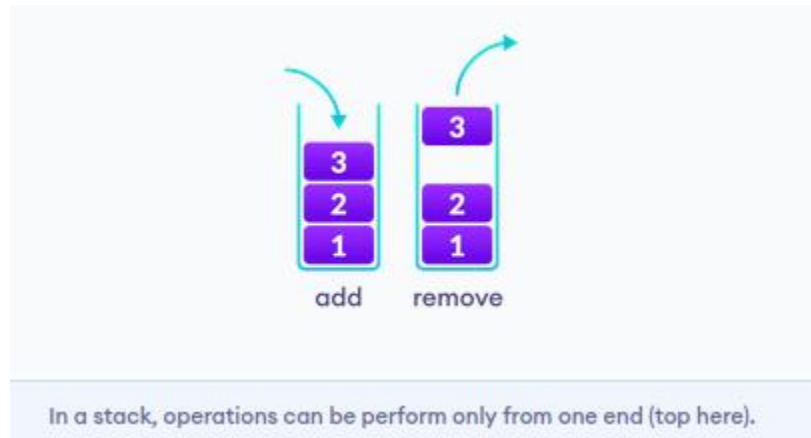 3
2
1
add
3
2
1
remove
In a stack, operations can be perform only from one end (top here).